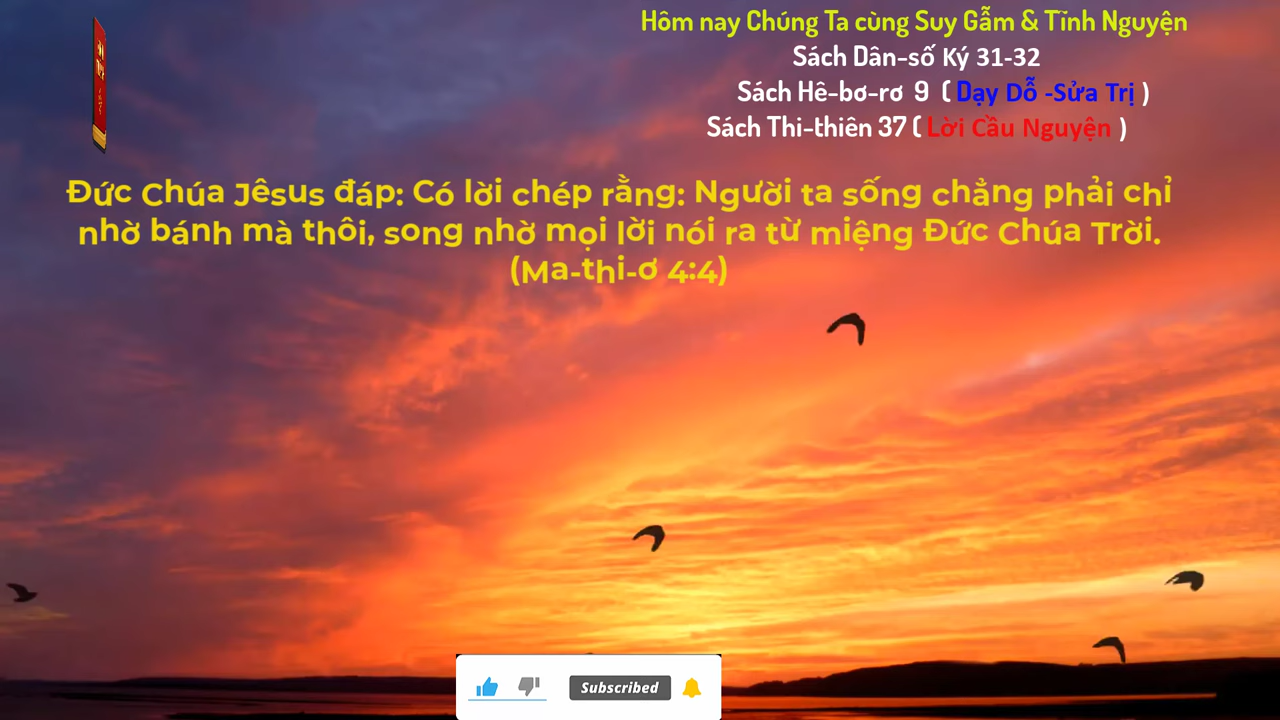 Hôm nay Chúng Ta cùng Suy Gẫm & Tĩnh Nguyện
Sách Dân-số Ký 31-32
Sách Hê-bơ-rơ 9 ( Dạy Dỗ -Sửa Trị )
Sách Thi-thiên 37 ( Lời Cầu Nguyện )
Đức Chúa Jêsus đáp: Có lời chép rằng: Người ta sống chẳng phải chỉ
nhờ bánh mà thôi, song nhờ mọi lời nói ra từ miệng Đức Chúa Trời.
(Ma-thi-ơ 4:4)
Subscribed